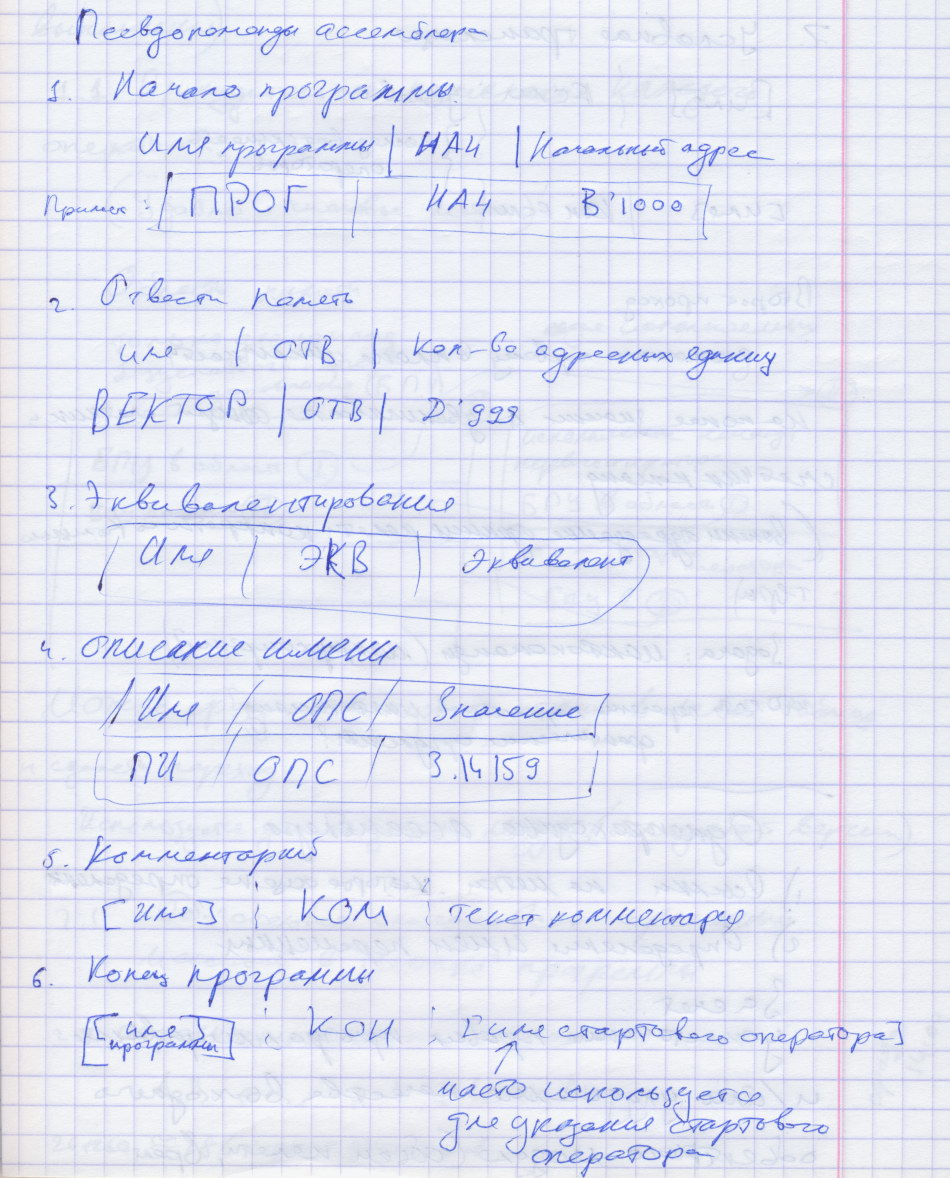 Псевдокоманды ассемблера
1. Начало программы.
Имя программы | НАЧ | Начальный адрес
Пример: | ПРОГ | НАЧ В'1000
2. Отвести память
имя | ОТВ | кол-во адресных единиц
ВЕКТОР | ОТВ | D'999
3. Эквивалентирование
Имя | ЭКВ | Эквивалент
4. Описание имени
Имя | ОПС | Значение
ПИ | ОПС | 3.14159
5. Комментарий
[имя] ¦ КОМ ¦ текст комментария
6. Конец программы
[имя программы] ¦ КОН ¦ [имя стартового оператора]
часто используется
для указания стартового
оператора